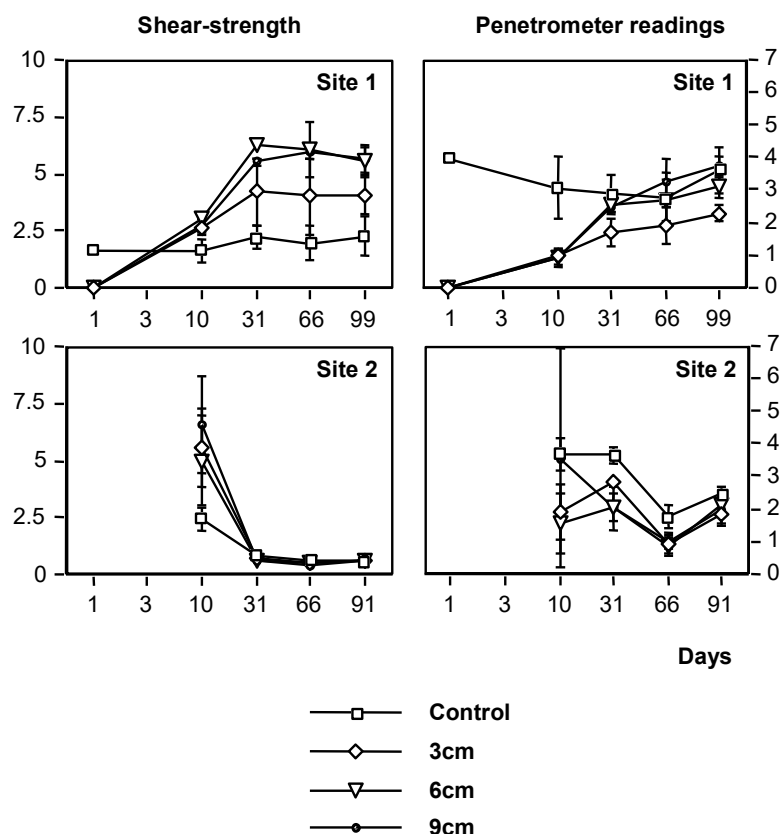 Shear-strength Penetrometer readings
10 7.5 5 2.5 0
Site 1
1 3 10 31 66 99
Site 1
7 6 5 4 3 2 1 0
1 3 10 31 66 99
10 7.5 5 2.5 0
Site 2
1 3 10 31 66 91
Site 2
7 6 5 4 3 2 1 0
1 3 10 31 66 91
Days
Control
3cm
6cm
9cm